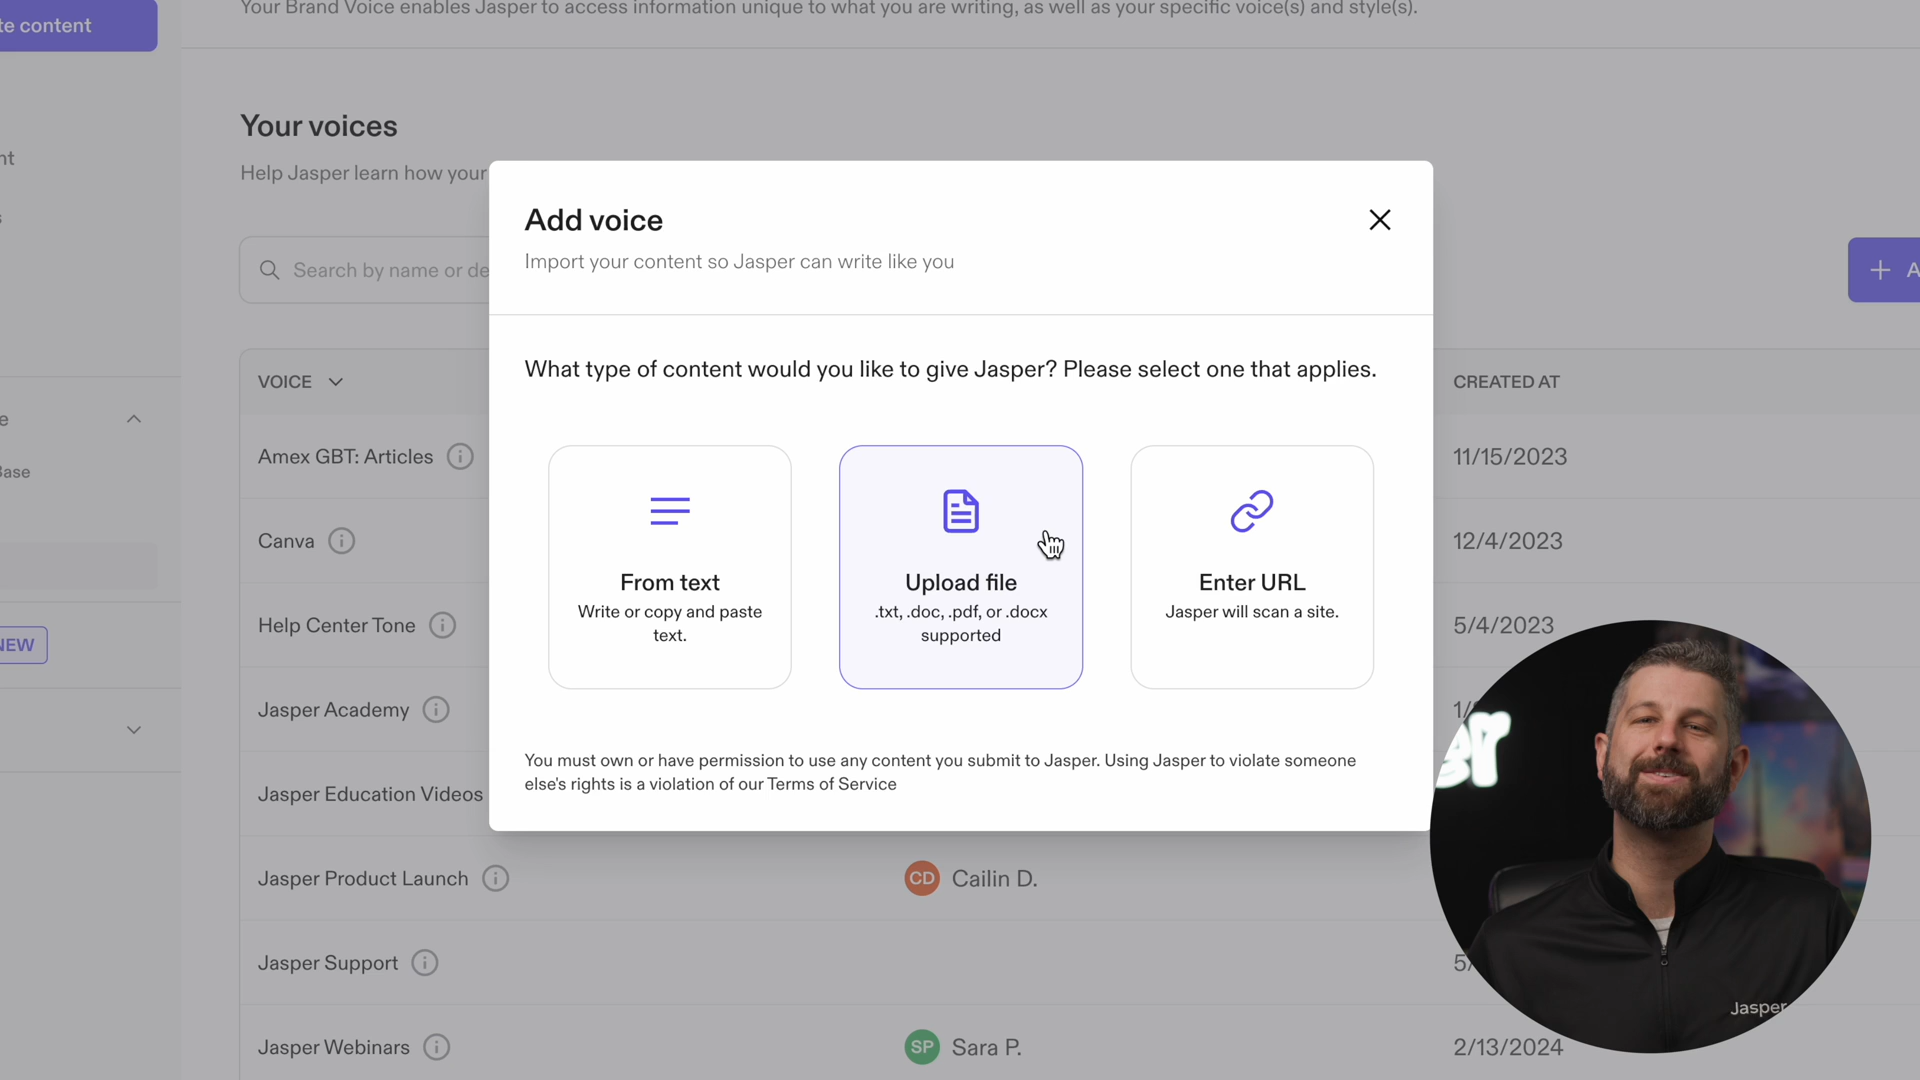 Your Brand Voice enables Jasper to access information unique to what you are writing, as well as your specific voice(s) and style(s).
te content
Your voices
nt
Help Jasper learn how your
s
Add voice
Import your content so Jasper can write like you
Search by name or de
+ A
What type of content would you like to give Jasper? Please select one that applies.
VOICE
CREATED AT
e
Base
Amex GBT: Articles
11/15/2023
Canva
12/4/2023
From text
Write or copy and paste
text.
Upload file
.txt, .doc, .pdf, or .docx
supported
Enter URL
Jasper will scan a site.
Help Center Tone
5/4/2023
NEW
Jasper Academy
1/
You must own or have permission to use any content you submit to Jasper. Using Jasper to violate someone
else's rights is a violation of our Terms of Service
Jasper Education Videos
Jasper Product Launch
CD Cailin D.
Jasper Support
5/
Jasper
Jasper Webinars
SP Sara P.
2/13/2024